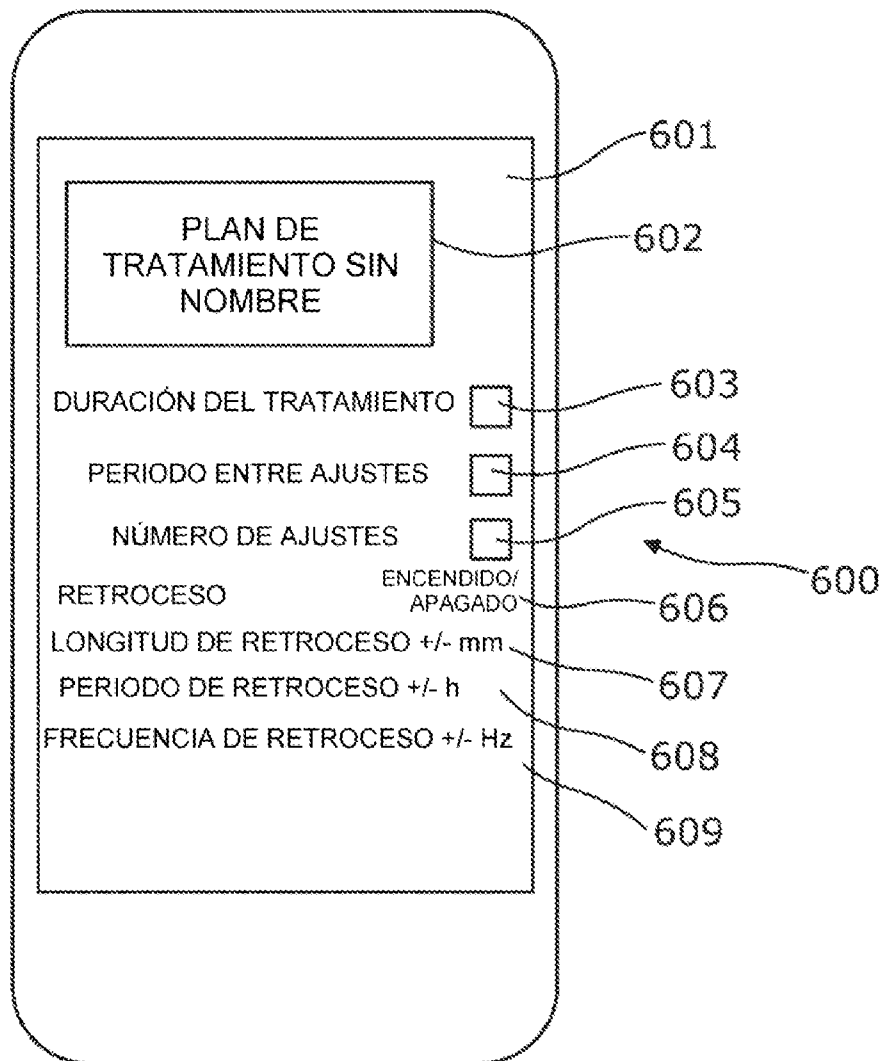 601
PLAN DE
TRATAMIENTO SIN
NOMBRE
602
DURACIÓN DEL TRATAMIENTO
603
PERIODO ENTRE AJUSTES
604
NÚMERO DE AJUSTES
605
600
RETROCESO
ENCENDIDO/
APAGADO
606
LONGITUD DE RETROCESO +/- mm
607
PERIODO DE RETROCESO +/- h
608
FRECUENCIA DE RETROCESO +/- Hz
609